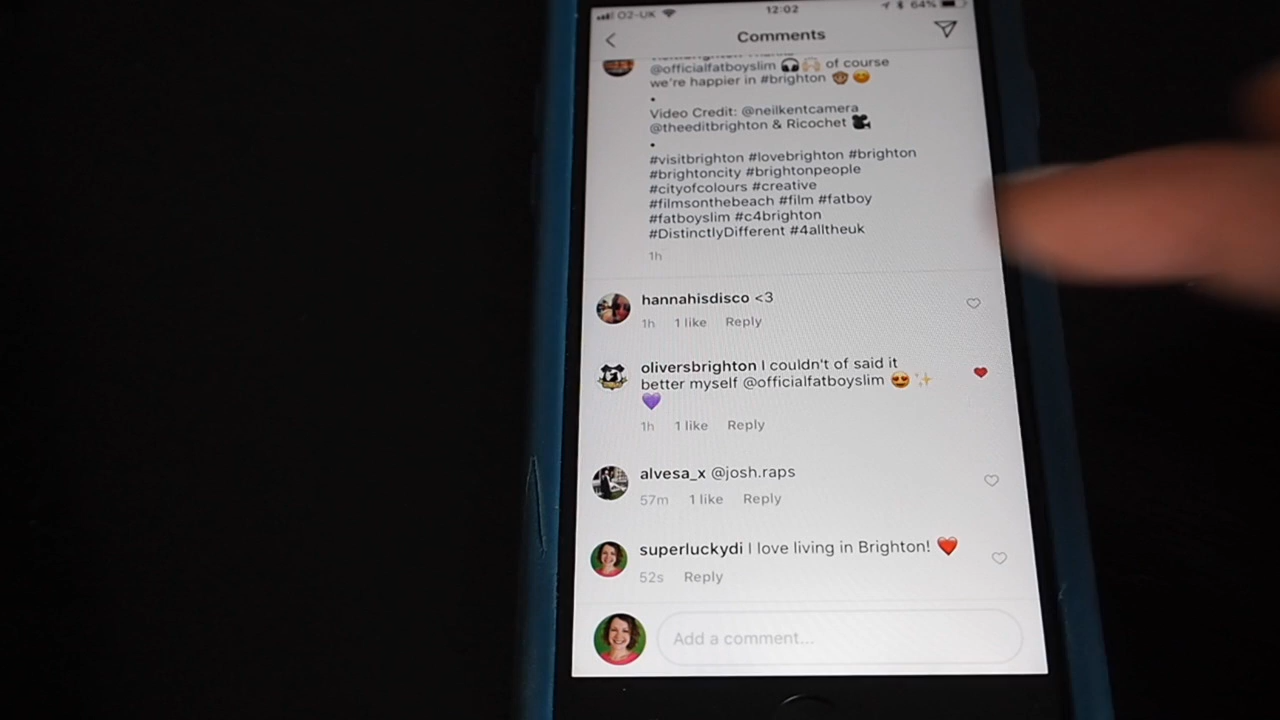 O2-UK 12:02 64%
Comments
@officialfatboyslim 🎧🙌 of course
we're happier in #brighton 🐵😊
•
Video Credit: @neilkentcamera
@theeditbrighton & Ricochet 🎥
•
#visitbrighton #lovebrighton #brighton
#brightoncity #brightonpeople
#cityofcolours #creative
#filmsonthebeach #film #fatboy
#fatboyslim #c4brighton
#DistinctlyDifferent #4alltheuk
1h
hannahisdisco <3
1h 1 like Reply
oliversbrighton I couldn't of said it
better myself @officialfatboyslim 😍✨
💜
1h 1 like Reply
alvesa_x @josh.raps
57m 1 like Reply
superluckydi I love living in Brighton! ❤️
52s Reply
Add a comment...